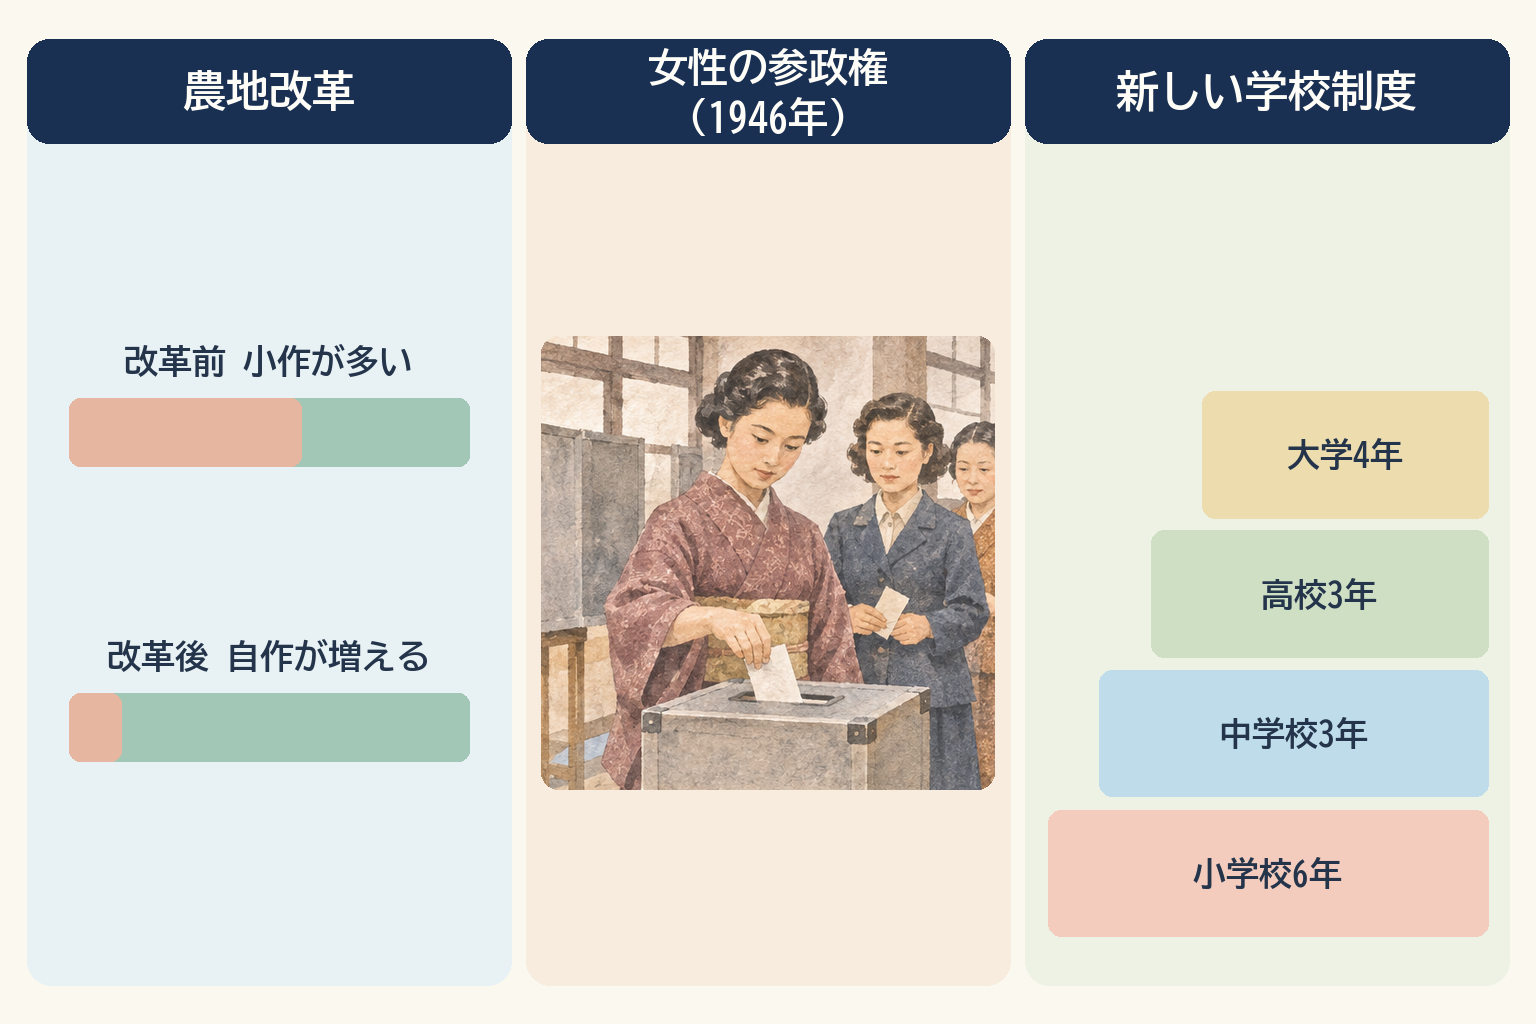 農地改革
改革前 小作が多い
改革後 自作が増える
女性の参政権
（1946年）
新しい学校制度
大学4年
高校3年
中学校3年
小学校6年